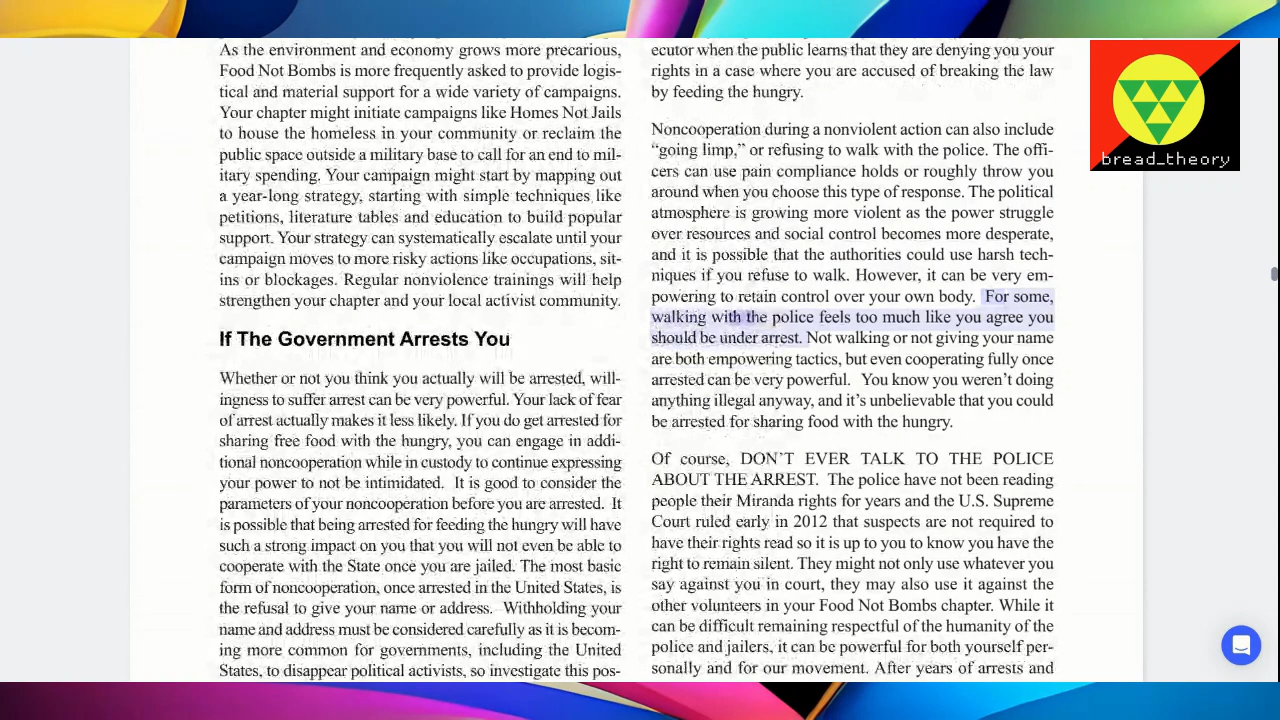 As the environment and economy grows more precarious,
Food Not Bombs is more frequently asked to provide logis-
tical and material support for a wide variety of campaigns.
Your chapter might initiate campaigns like Homes Not Jails
to house the homeless in your community or reclaim the
public space outside a military base to call for an end to mil-
itary spending. Your campaign might start by mapping out
a year-long strategy, starting with simple techniques like
petitions, literature tables and education to build popular
support. Your strategy can systematically escalate until your
campaign moves to more risky actions like occupations, sit-
ins or blockages. Regular nonviolence trainings will help
strengthen your chapter and your local activist community.
If The Government Arrests You
Whether or not you think you actually will be arrested, will-
ingness to suffer arrest can be very powerful. Your lack of fear
of arrest actually makes it less likely. If you do get arrested for
sharing free food with the hungry, you can engage in addi-
tional noncooperation while in custody to continue expressing
your power to not be intimidated. It is good to consider the
parameters of your noncooperation before you are arrested. It
is possible that being arrested for feeding the hungry will have
such a strong impact on you that you will not even be able to
cooperate with the State once you are jailed. The most basic
form of noncooperation, once arrested in the United States, is
the refusal to give your name or address. Withholding your
name and address must be considered carefully as it is becom-
ing more common for governments, including the United
States, to disappear political activists, so investigate this pos-
ecutor when the public learns that they are denying you your
rights in a case where you are accused of breaking the law
by feeding the hungry.
Noncooperation during a nonviolent action can also include
“going limp,” or refusing to walk with the police. The offi-
cers can use pain compliance holds or roughly throw you
around when you choose this type of response. The political
atmosphere is growing more violent as the power struggle
over resources and social control becomes more desperate,
and it is possible that the authorities could use harsh tech-
niques if you refuse to walk. However, it can be very em-
powering to retain control over your own body. For some,
walking with the police feels too much like you agree you
should be under arrest. Not walking or not giving your name
are both empowering tactics, but even cooperating fully once
arrested can be very powerful. You know you weren’t doing
anything illegal anyway, and it’s unbelievable that you could
be arrested for sharing food with the hungry.
Of course, DON’T EVER TALK TO THE POLICE
ABOUT THE ARREST. The police have not been reading
people their Miranda rights for years and the U.S. Supreme
Court ruled early in 2012 that suspects are not required to
have their rights read so it is up to you to know you have the
right to remain silent. They might not only use whatever you
say against you in court, they may also use it against the
other volunteers in your Food Not Bombs chapter. While it
can be difficult remaining respectful of the humanity of the
police and jailers, it can be powerful for both yourself per-
sonally and for our movement. After years of arrests and
bread_theory